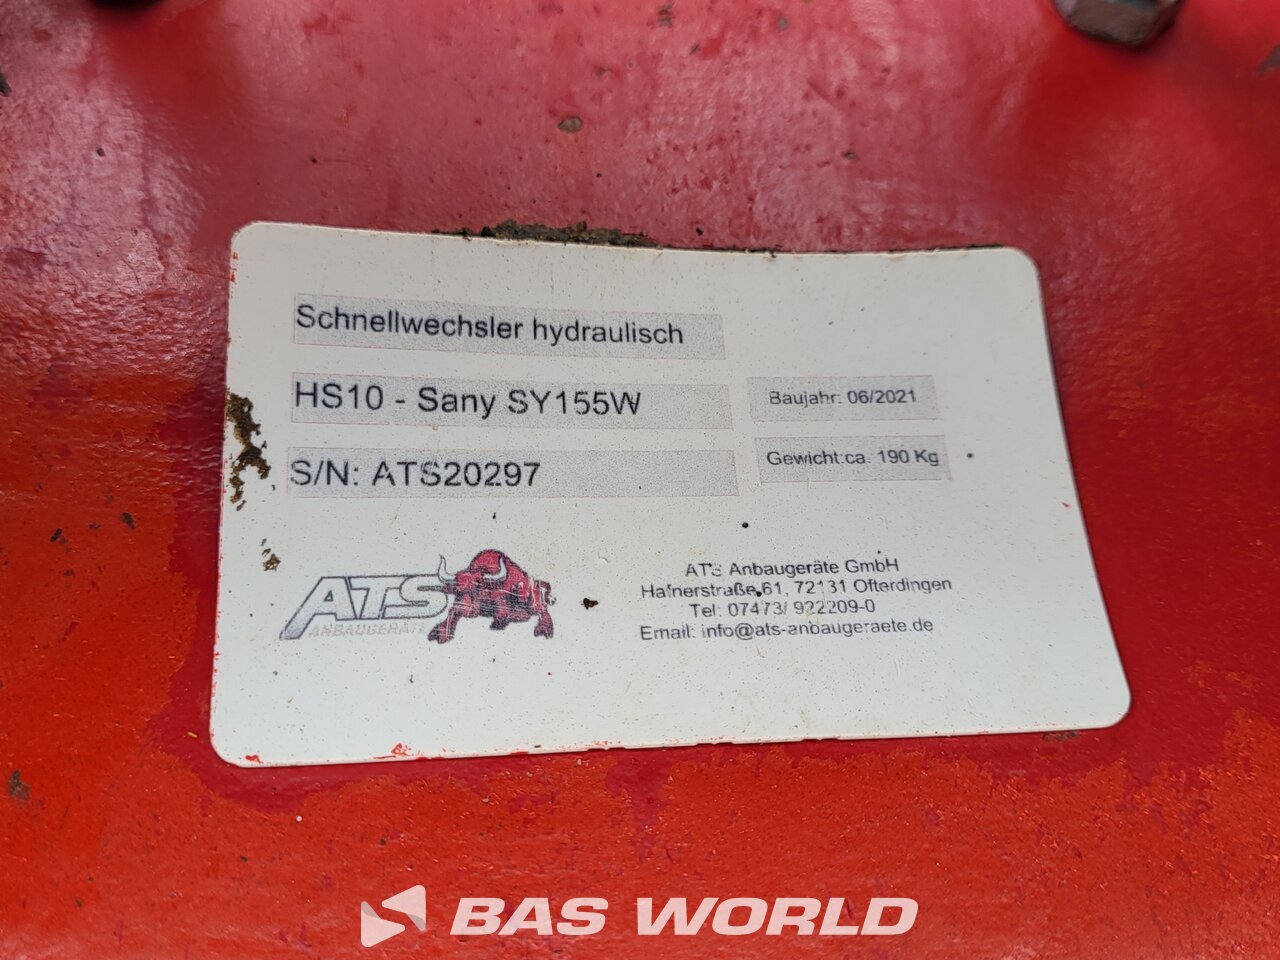 Schnellwechsler hydraulisch
HS10 - Sany SY155W
Baujahr: 06/2021
S/N: ATS20297
Gewicht:ca. 190 Kg
ATS
ANBAUGERÄTE
ATS Anbaugeräte GmbH
Hafnerstraße 61, 72131 Ofterdingen
Tel: 07473/ 922209-0
Email: info@ats-anbaugeraete.de
BAS WORLD